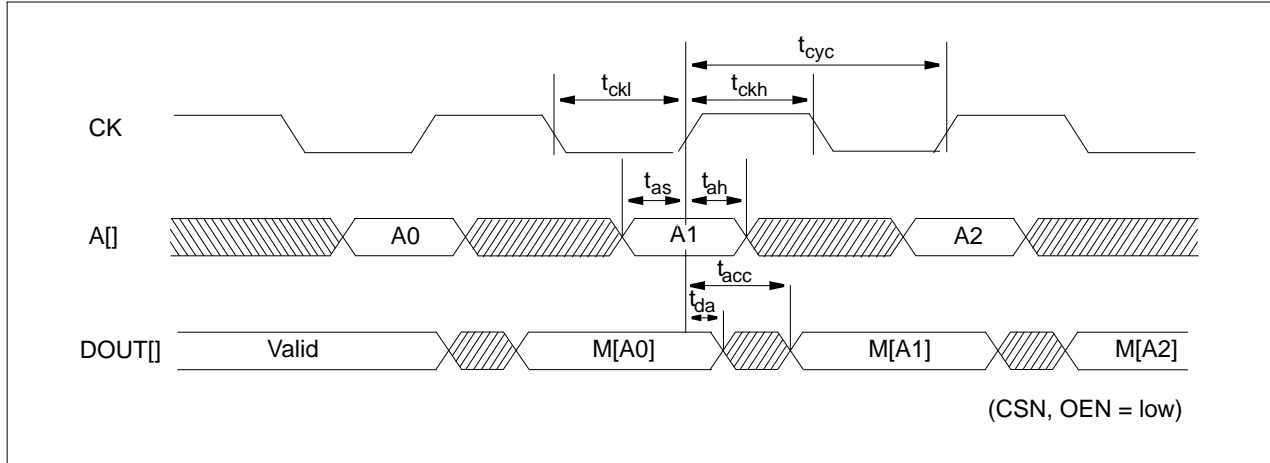 tcyc
tckl
tckh
CK
tas
tah
A[]
A0
A1
A2
tacc
tda
DOUT[]
Valid
M[A0]
M[A1]
M[A2]
(CSN, OEN = low)